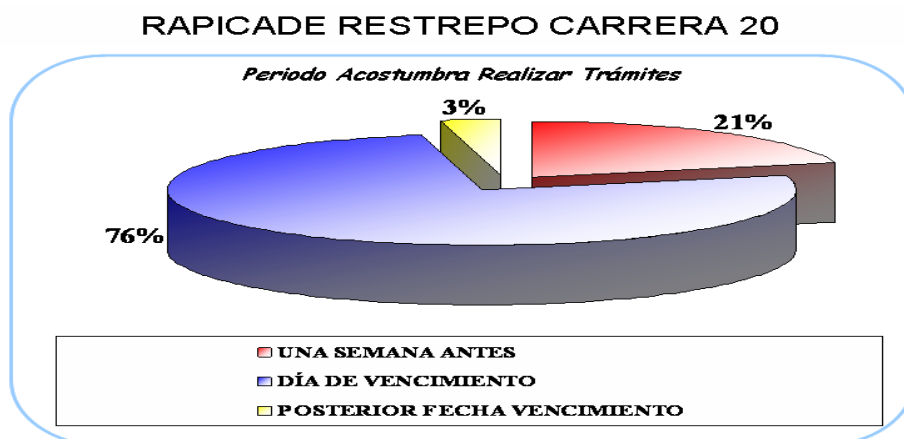 RAPICADE RESTREPO CARRERA 20
Periodo Acostumbra Realizar Trámites
3%
21%
76%
UNA SEMANA ANTES
DÍA DE VENCIMIENTO
POSTERIOR FECHA VENCIMIENTO